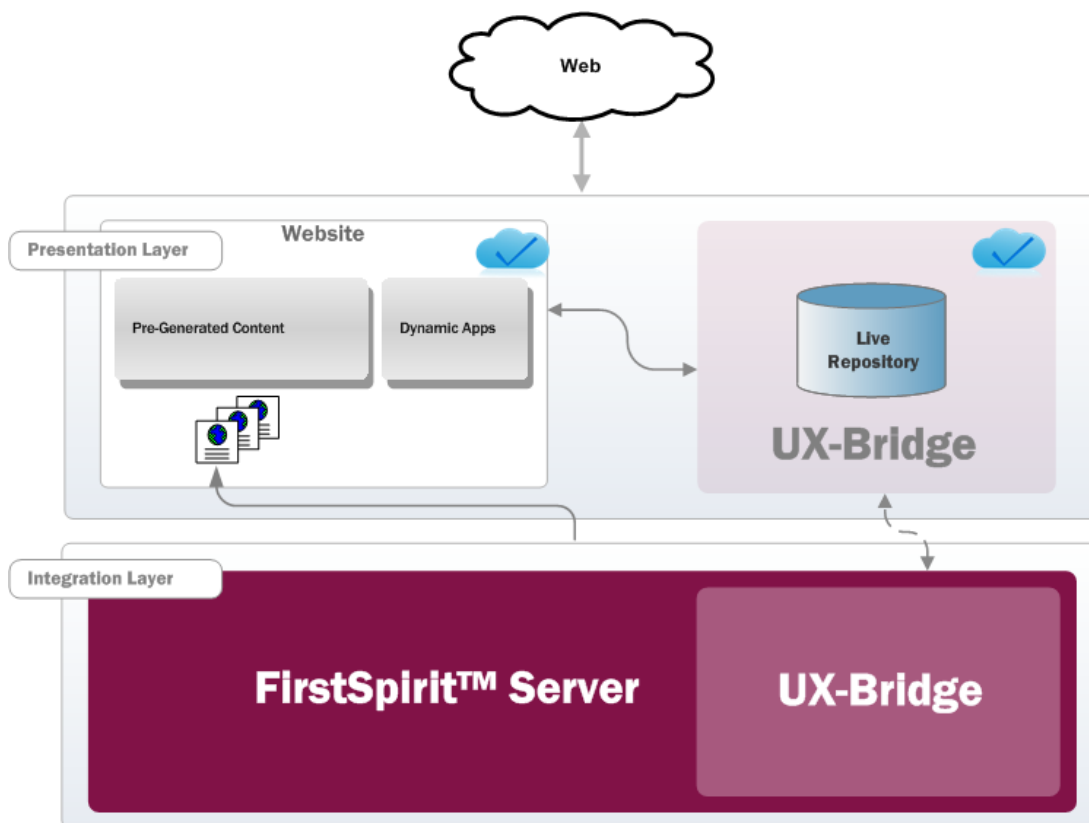 Web
Website
Presentation Layer
Pre-Generated Content
Dynamic Apps
Live
Repository
UX-Bridge
Integration Layer
FirstSpirit™ Server
UX-Bridge